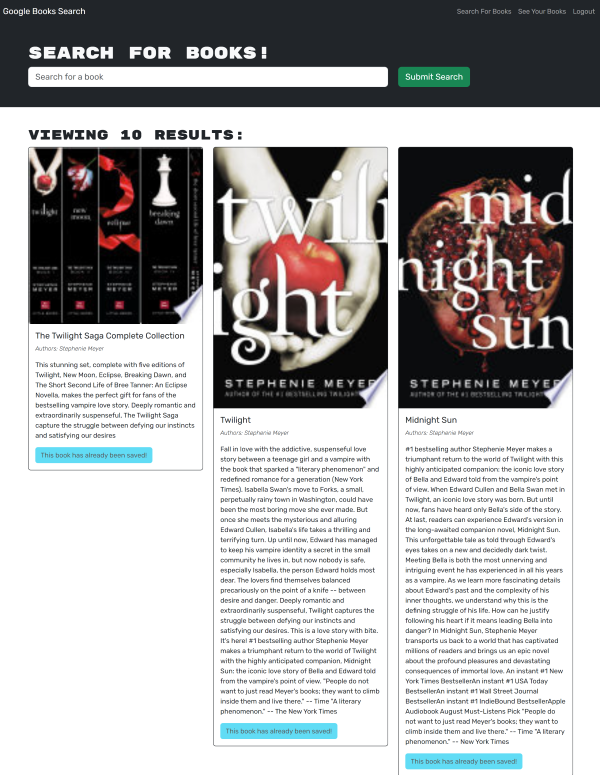 Google Books Search
Search For Books See Your Books Logout
SEARCH FOR BOOKS!
Search for a book
Submit Search
VIEWING 10 RESULTS:
twilight
new moon
eclipse
breaking dawn
MEYER
MEYER
MEYER
MEYER
The Twilight Saga Complete Collection
Authors: Stephenie Meyer
This stunning set, complete with five editions of
Twilight, New Moon, Eclipse, Breaking Dawn, and
The Short Second Life of Bree Tanner: An Eclipse
Novella, makes the perfect gift for fans of the
bestselling vampire love story. Deeply romantic and
extraordinarily suspenseful, The Twilight Saga
capture the struggle between defying our instincts
and satisfying our desires
This book has already been saved!
twil
ight
STEPHENIE MEYE
AUTHOR OF THE #1 BESTSELLING TWILIGHT
Twilight
Authors: Stephenie Meyer
Fall in love with the addictive, suspenseful love
story between a teenage girl and a vampire with
the book that sparked a "literary phenomenon" and
redefined romance for a generation (New York
Times). Isabella Swan's move to Forks, a small,
perpetually rainy town in Washington, could have
been the most boring move she ever made. But
once she meets the mysterious and alluring
Edward Cullen, Isabella's life takes a thrilling and
terrifying turn. Up until now, Edward has managed
to keep his vampire identity a secret in the small
community he lives in, but now nobody is safe,
especially Isabella, the person Edward holds most
dear. The lovers find themselves balanced
precariously on the point of a knife -- between
desire and danger. Deeply romantic and
extraordinarily suspenseful, Twilight captures the
struggle between defying our instincts and
satisfying our desires. This is a love story with bite.
It's here! #1 bestselling author Stephenie Meyer
makes a triumphant return to the world of Twilight
with the highly anticipated companion, Midnight
Sun: the iconic love story of Bella and Edward told
from the vampire's point of view. "People do not
want to just read Meyer's books; they want to climb
inside them and live there." -- Time "A literary
phenomenon." -- The New York Times
This book has already been saved!
mid
night
sun
STEPHENIE MEYE
AUTHOR OF THE #1 BESTSELLING TWILIGHT
Midnight Sun
Authors: Stephenie Meyer
#1 bestselling author Stephenie Meyer makes a
triumphant return to the world of Twilight with this
highly anticipated companion: the iconic love story
of Bella and Edward told from the vampire's point
of view. When Edward Cullen and Bella Swan met in
Twilight, an iconic love story was born. But until
now, fans have heard only Bella's side of the story.
At last, readers can experience Edward's version in
the long-awaited companion novel, Midnight Sun.
This unforgettable tale as told through Edward's
eyes takes on a new and decidedly dark twist.
Meeting Bella is both the most unnerving and
intriguing event he has experienced in all his years
as a vampire. As we learn more fascinating details
about Edward's past and the complexity of his
inner thoughts, we understand why this is the
defining struggle of his life. How can he justify
following his heart if it means leading Bella into
danger? In Midnight Sun, Stephenie Meyer
transports us back to a world that has captivated
millions of readers and brings us an epic novel
about the profound pleasures and devastating
consequences of immortal love. An instant #1 New
York Times BestsellerAn instant #1 USA Today
BestsellerAn instant #1 Wall Street Journal
BestsellerAn instant #1 IndieBound BestsellerApple
Audiobook August Must-Listens Pick "People do
not want to just read Meyer's books; they want to
climb inside them and live there." -- Time "A literary
phenomenon." -- New York Times
This book has already been saved!